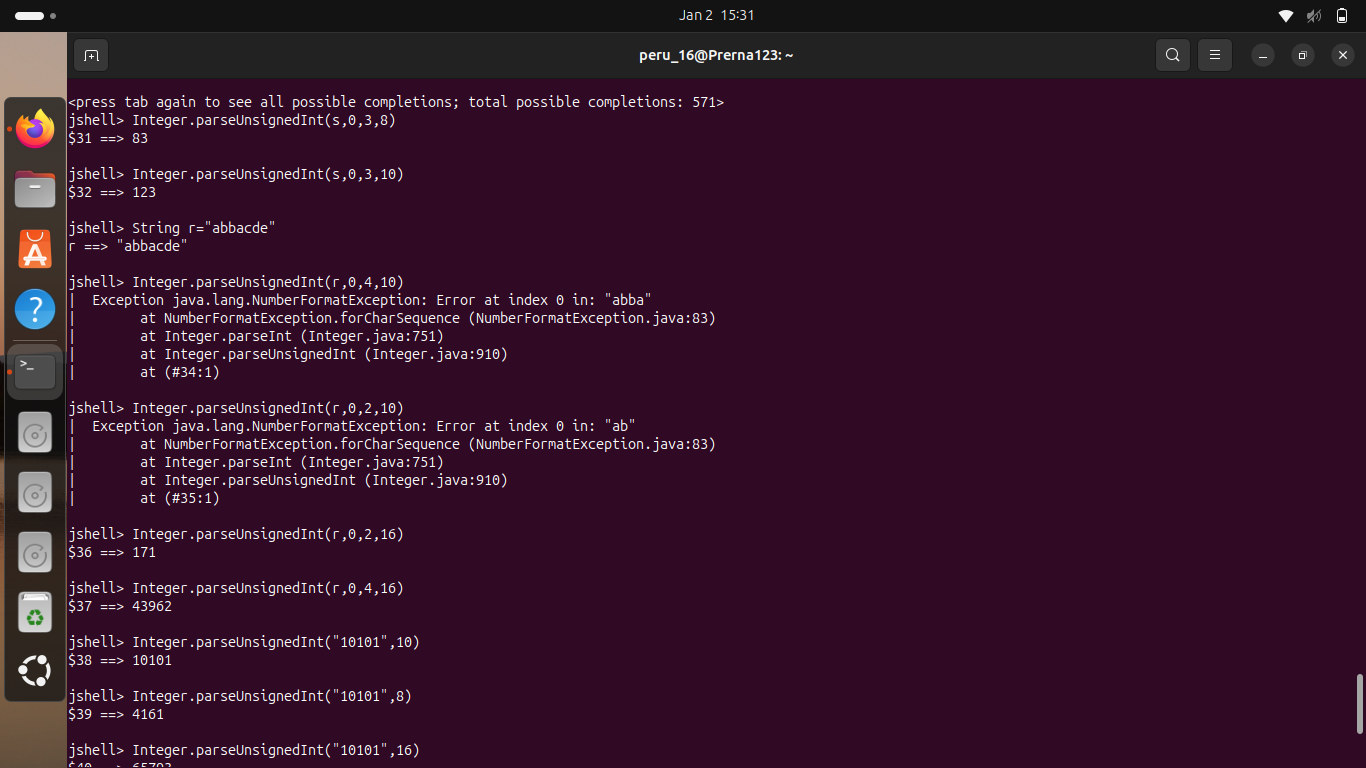 Jan 2 15:31
peru_16@Prerna123: ~
<press tab again to see all possible completions; total possible completions: 571>
jshell> Integer.parseUnsignedInt(s,0,3,8)
$31 ==> 83
jshell> Integer.parseUnsignedInt(s,0,3,10)
$32 ==> 123
jshell> String r="abbacde"
r ==> "abbacde"
jshell> Integer.parseUnsignedInt(r,0,4,10)
|  Exception java.lang.NumberFormatException: Error at index 0 in: "abba"
|        at NumberFormatException.forCharSequence (NumberFormatException.java:83)
|        at Integer.parseInt (Integer.java:751)
|        at Integer.parseUnsignedInt (Integer.java:910)
|        at (#34:1)
jshell> Integer.parseUnsignedInt(r,0,2,10)
|  Exception java.lang.NumberFormatException: Error at index 0 in: "ab"
|        at NumberFormatException.forCharSequence (NumberFormatException.java:83)
|        at Integer.parseInt (Integer.java:751)
|        at Integer.parseUnsignedInt (Integer.java:910)
|        at (#35:1)
jshell> Integer.parseUnsignedInt(r,0,2,16)
$36 ==> 171
jshell> Integer.parseUnsignedInt(r,0,4,16)
$37 ==> 43962
jshell> Integer.parseUnsignedInt("10101",10)
$38 ==> 10101
jshell> Integer.parseUnsignedInt("10101",8)
$39 ==> 4161
jshell> Integer.parseUnsignedInt("10101",16)
$40 ==> 65793